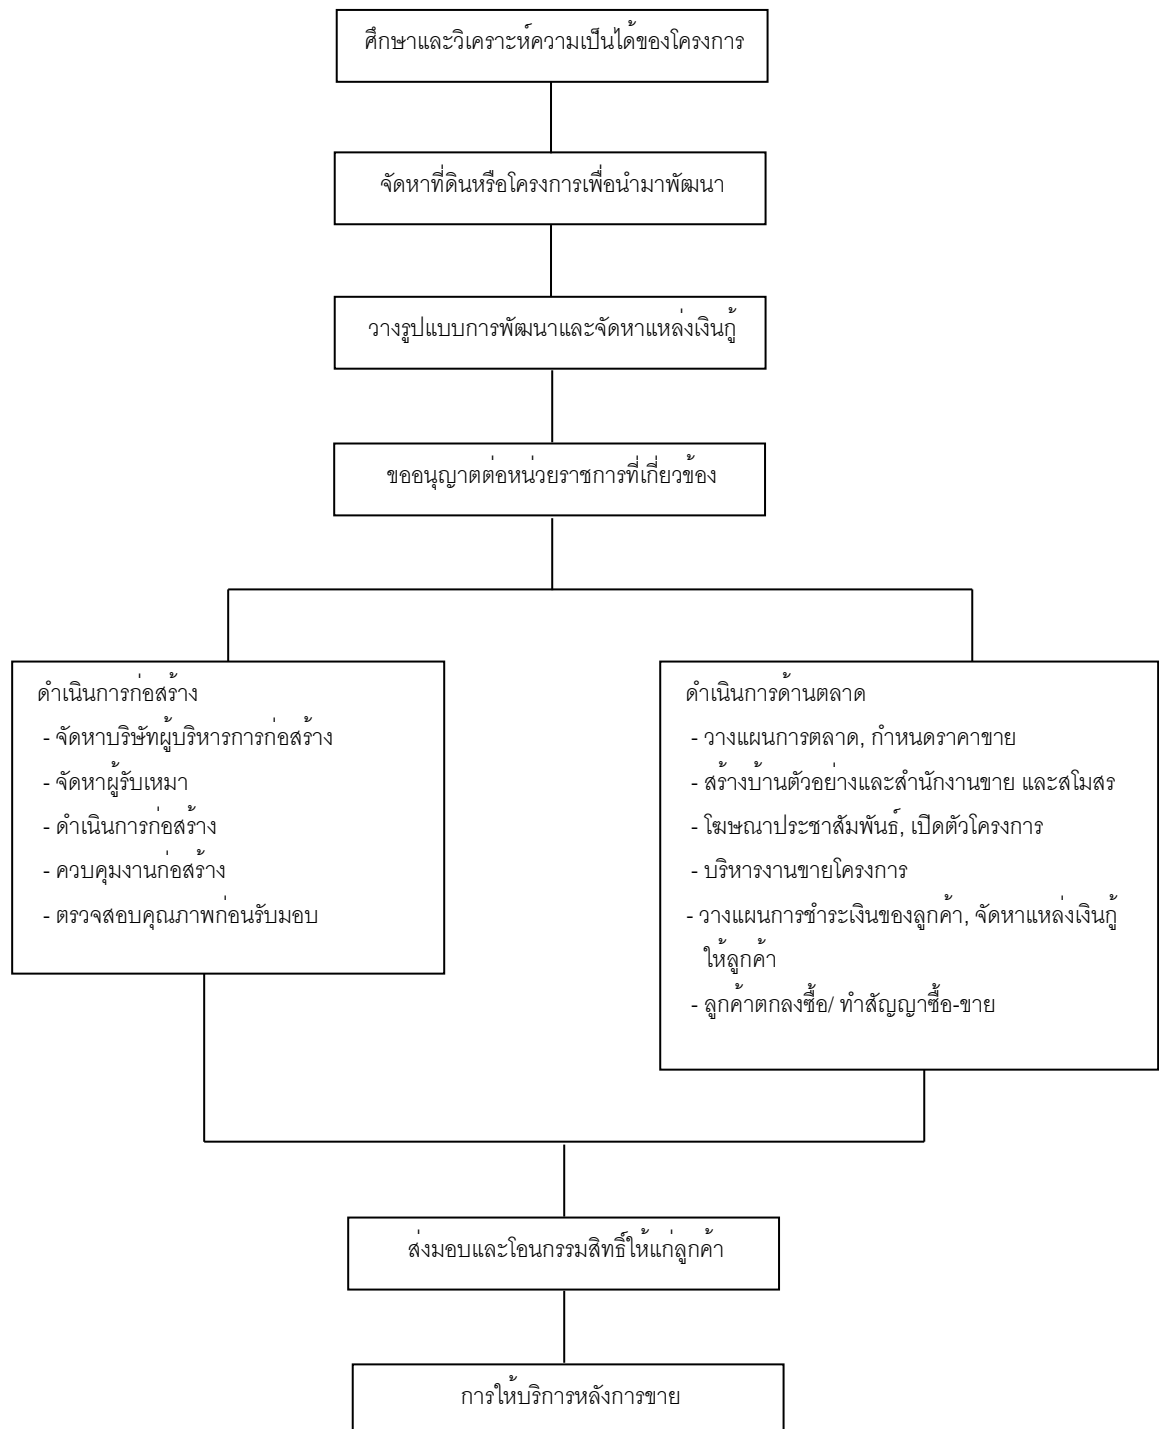 ศึกษาและวิเคราะห์ความเป็นได้ของโครงการ
จัดหาที่ดินหรือโครงการเพื่อนำมาพัฒนา
วางรูปแบบการพัฒนาและจัดหาแหล่งเงินกู้
ขออนุญาตต่อหน่วยราชการที่เกี่ยวข้อง
ดำเนินการก่อสร้าง
- จัดหาบริษัทผู้บริหารการก่อสร้าง
- จัดหาผู้รับเหมา
- ดำเนินการก่อสร้าง
- ควบคุมงานก่อสร้าง
- ตรวจสอบคุณภาพก่อนรับมอบ
ดำเนินการด้านตลาด
- วางแผนการตลาด, กำหนดราคาขาย
- สร้างบ้านตัวอย่างและสำนักงานขาย และสโมสร
- โฆษณาประชาสัมพันธ์, เปิดตัวโครงการ
- บริหารงานขายโครงการ
- วางแผนการชำระเงินของลูกค้า, จัดหาแหล่งเงินกู้
ให้ลูกค้า
- ลูกค้าตกลงซื้อ/ ทำสัญญาซื้อ-ขาย
ส่งมอบและโอนกรรมสิทธิ์ให้แก่ลูกค้า
การให้บริการหลังการขาย